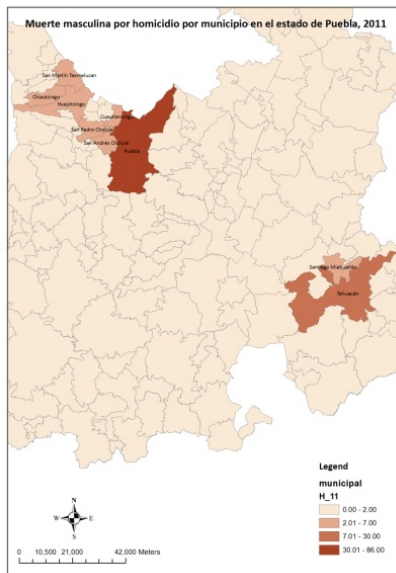 Muerte masculina por homicidio por municipio en el estado de Puebla, 2011
San Martín Texmelucan
Chiautzingo
Huejotzingo
Cuautlancingo
San Pedro Cholula
San Andrés Cholula
Puebla
Santiago Miahuatlán
Tehuacán
Legend
municipal
H_11
0.00 - 2.00
2.01 - 7.00
7.01 - 30.00
30.01 - 86.00
N
W E
S
0 10,500 21,000 42,000 Meters